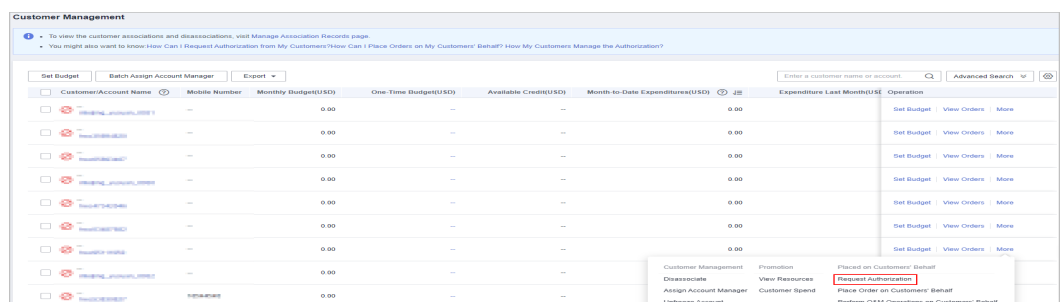 Customer Management
To view the customer associations and disassociations, visit Manage Association Records page.
You might also want to know:How Can I Request Authorization from My Customers?How Can I Place Orders on My Customers' Behalf? How My Customers Manage the Authorization?
Set Budget Batch Assign Account Manager Export Enter a customer name or account Advanced Search
Customer/Account Name Mobile Number Monthly Budget(USD) One-Time Budget(USD) Available Credit(USD) Month-to-Date Expenditures(USD) Expenditure Last Month(USD Operation
-- -- 0.00 -- -- 0.00 Set Budget View Orders More
-- -- 0.00 -- -- 0.00 Set Budget View Orders More
-- -- 0.00 -- -- 0.00 Set Budget View Orders More
-- -- 0.00 -- -- 0.00 Set Budget View Orders More
-- -- 0.00 -- -- 0.00 Set Budget View Orders More
-- -- 0.00 -- -- 0.00 Set Budget View Orders More
-- -- 0.00 -- -- 0.00 Set Budget View Orders More
-- -- 0.00 Customer Management Promotion Placed on Customers' Behalf
Disassociate View Resources Request Authorization
Assign Account Manager Customer Spend Place Order on Customers' Behalf
-- 0.00
Unfreeze Account Perform O&M Operations on Customers' Behalf